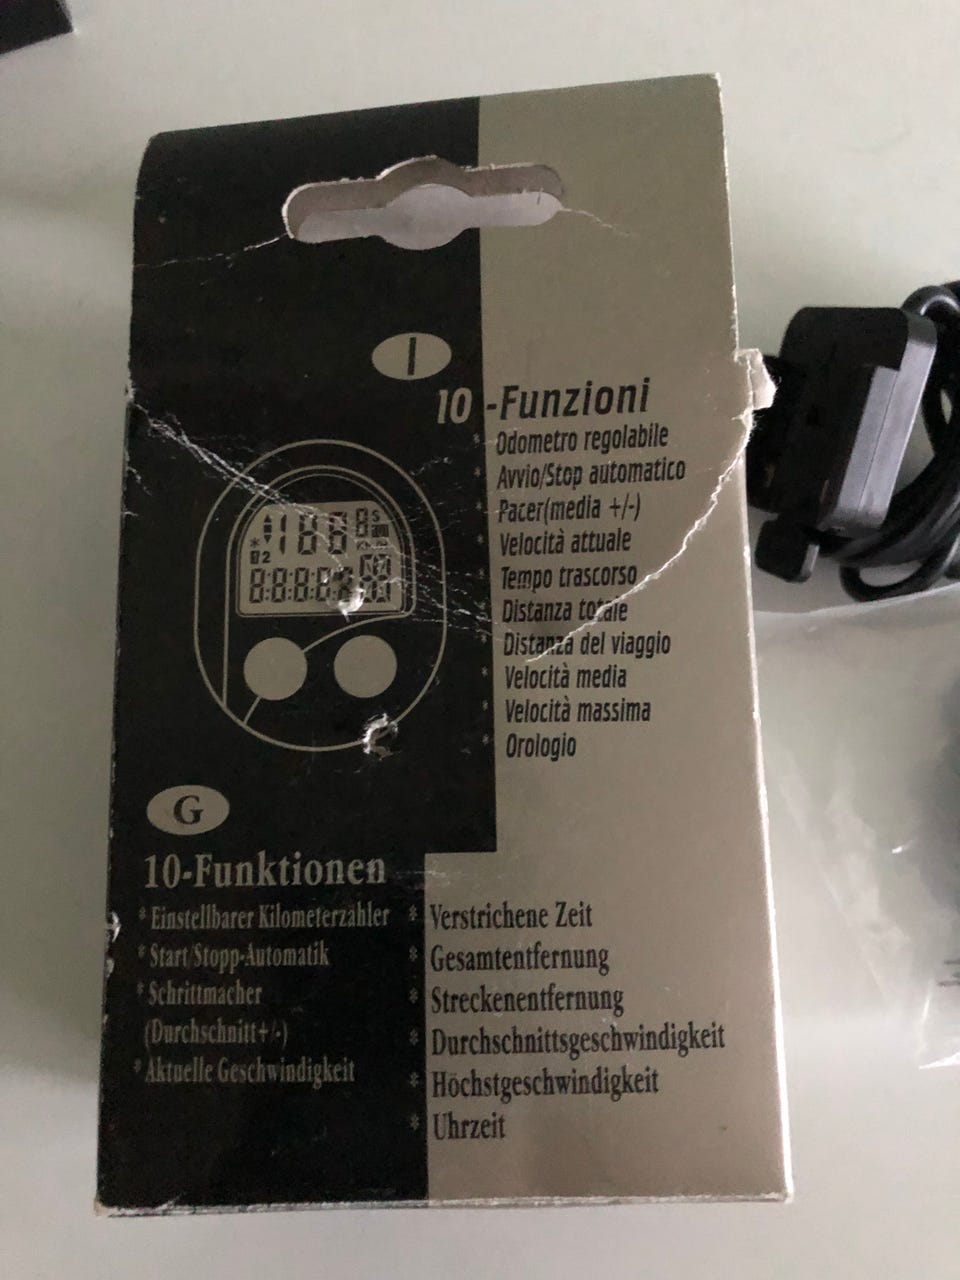 I
10 -Funzioni
* Odometro regolabile
* Avvio/Stop automatico
* Pacer(media +/-)
* Velocità attuale
* Tempo trascorso
* Distanza totale
* Distanza del viaggio
* Velocità media
* Velocità massima
* Orologio
G
10-Funktionen
* Einstellbarer Kilometerzähler
* Start/Stopp-Automatik
* Schrittmacher
(Durchschnitt+/-)
* Aktuelle Geschwindigkeit
* Verstrichene Zeit
* Gesamtentfernung
* Streckenentfernung
* Durchschnittsgeschwindigkeit
* Höchstgeschwindigkeit
* Uhrzeit